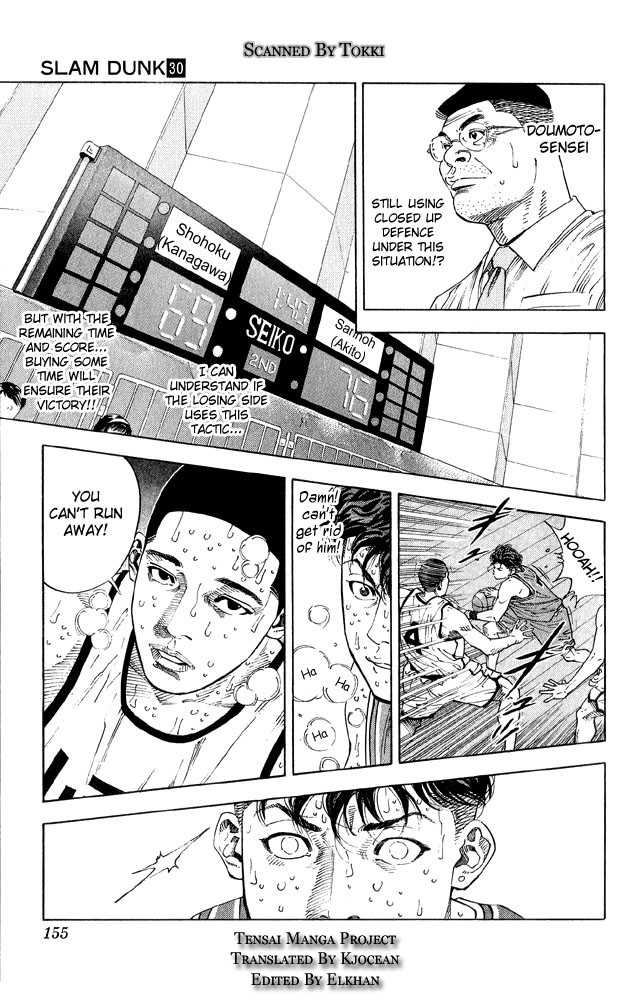 Scanned By Tokki
SLAM DUNK 30
DOUMOTO-
SENSEI
STILL USING
CLOSED UP
DEFENCE
UNDER THIS
SITUATION!?
Shohoku
(Kanagawa)
69
1:40
SEIKO
2ND
Sannoh
(Akito)
76
BUT WITH THE
REMAINING TIME
AND SCORE...
BUYING SOME
TIME WILL
ENSURE THEIR
VICTORY!!
I CAN
UNDERSTAND IF
THE LOSING SIDE
USES THIS
TACTIC...
HOOAH!!
Damn!
can't
get rid
of him!
Ha
Ha
Ha
YOU
CAN'T RUN
AWAY!
155
Tensai Manga Project
Translated By Kjocean
Edited By Elkhan